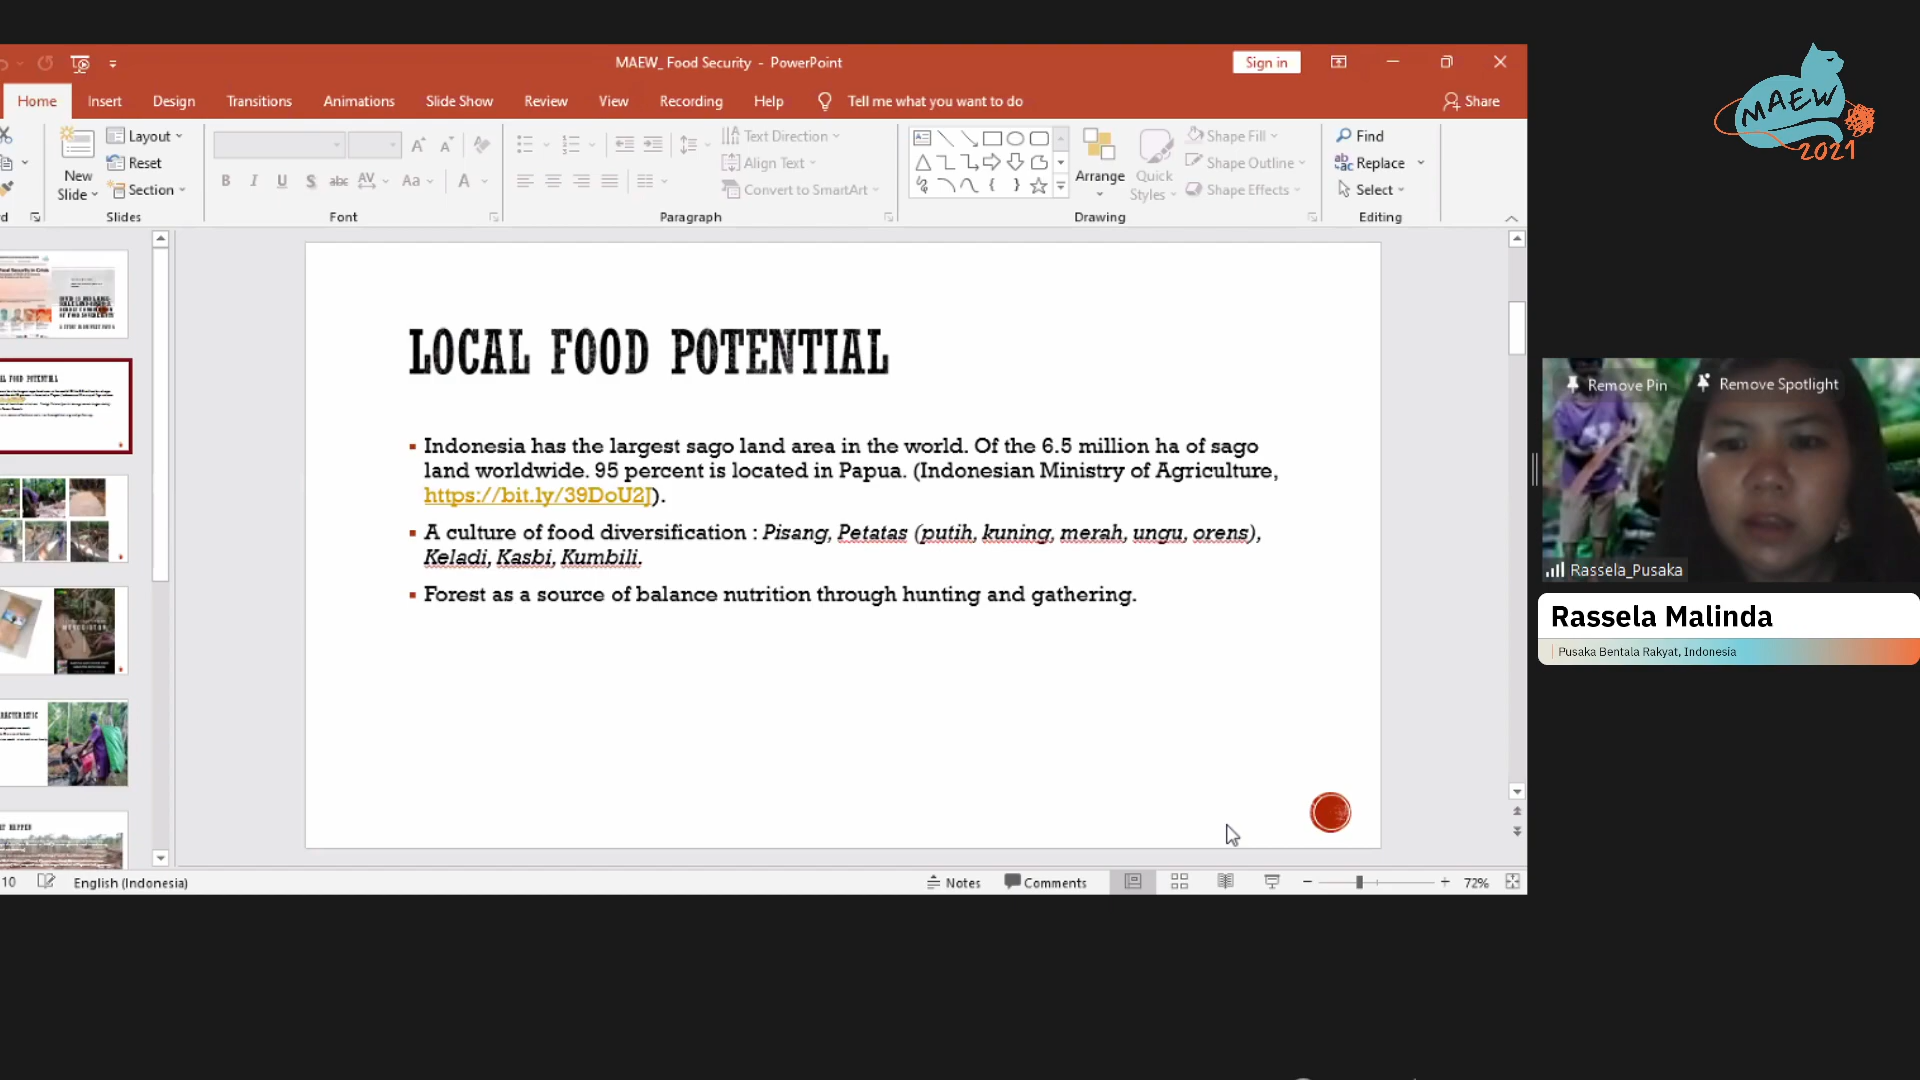 MAEW_ Food Security - PowerPoint
Sign in
Home Insert Design Transitions Animations Slide Show Review View Recording Help Tell me what you want to do Share
New Slide
Layout
Reset
Section
Slides
B I U S abc AV Aa A
Font
Text Direction
Align Text
Convert to SmartArt
Paragraph
Arrange
Quick Styles
Shape Fill
Shape Outline
Shape Effects
Drawing
Find
Replace
Select
Editing
LOCAL FOOD POTENTIAL
Indonesia has the largest sago land area in the world. Of the 6.5 million ha of sago
land worldwide. 95 percent is located in Papua. (Indonesian Ministry of Agriculture,
https://bit.ly/39DoU2J).
A culture of food diversification : Pisang, Petatas (putih, kuning, merah, ungu, orens),
Keladi, Kasbi, Kumbili.
Forest as a source of balance nutrition through hunting and gathering.
10 English (Indonesia)
Notes Comments 72%
MAEW
2021
Remove Pin Remove Spotlight
Rassela_Pusaka
Rassela Malinda
Pusaka Bentala Rakyat, Indonesia